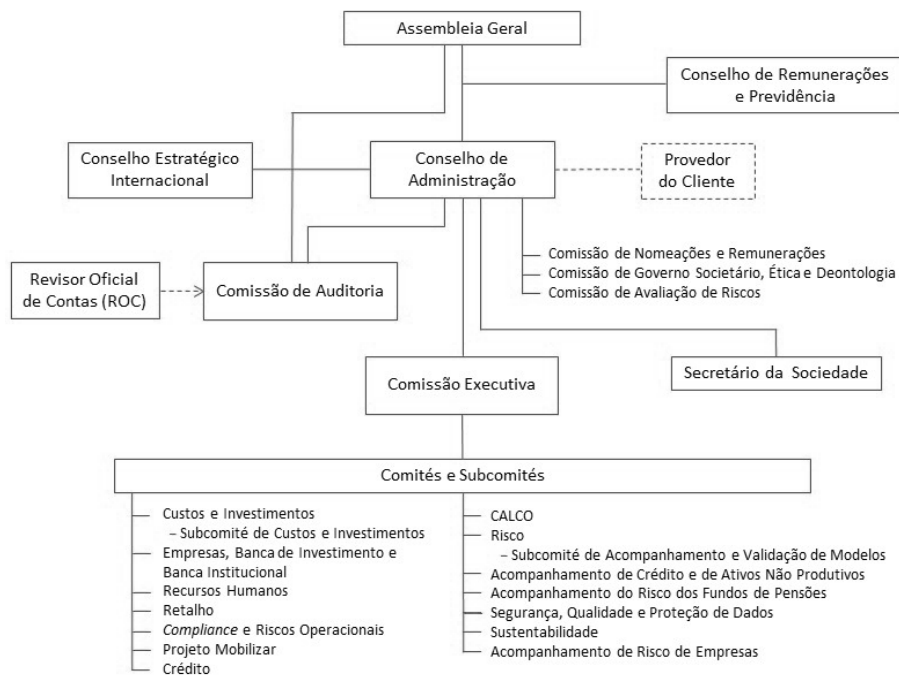 Assembleia Geral
Conselho de Remunerações
e Previdência
Conselho Estratégico
Internacional
Conselho de
Administração
Provedor
do Cliente
Comissão de Nomeações e Remunerações
Comissão de Governo Societário, Ética e Deontologia
Comissão de Avaliação de Riscos
Revisor Oficial
de Contas (ROC)
Comissão de Auditoria
Comissão Executiva
Secretário da Sociedade
Comités e Subcomités
Custos e Investimentos
– Subcomité de Custos e Investimentos
Empresas, Banca de Investimento e
Banca Institucional
Recursos Humanos
Retalho
Compliance e Riscos Operacionais
Projeto Mobilizar
Crédito
CALCO
Risco
– Subcomité de Acompanhamento e Validação de Modelos
Acompanhamento de Crédito e de Ativos Não Produtivos
Acompanhamento do Risco dos Fundos de Pensões
Segurança, Qualidade e Proteção de Dados
Sustentabilidade
Acompanhamento de Risco de Empresas